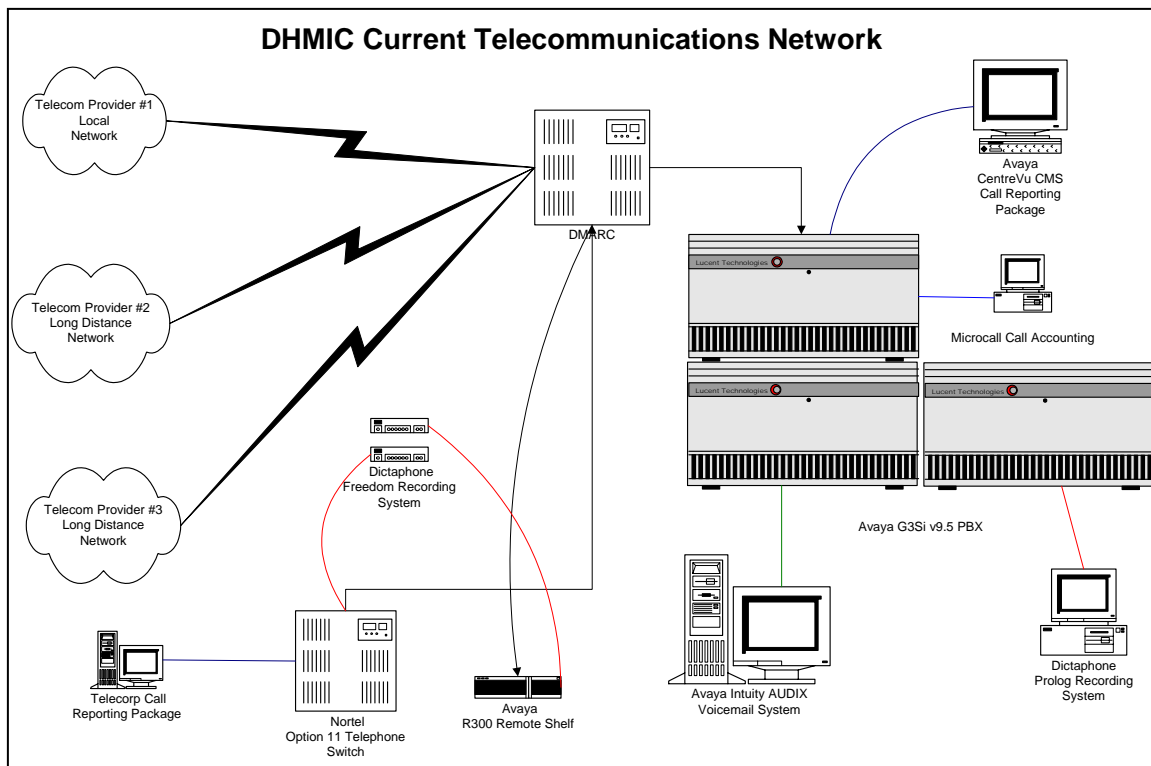 DHMIC Current Telecommunications Network
Telecom Provider #1
Local
Network
Telecom Provider #2
Long Distance
Network
Telecom Provider #3
Long Distance
Network
DMARC
Avaya
CentreVu CMS
Call Reporting
Package
Lucent Technologies
Microcall Call Accounting
Lucent Technologies
Lucent Technologies
Avaya G3Si v9.5 PBX
Dictaphone
Freedom Recording
System
Telecorp Call
Reporting Package
Nortel
Option 11 Telephone
Switch
Avaya
R300 Remote Shelf
Avaya Intuity AUDIX
Voicemail System
Dictaphone
Prolog Recording
System